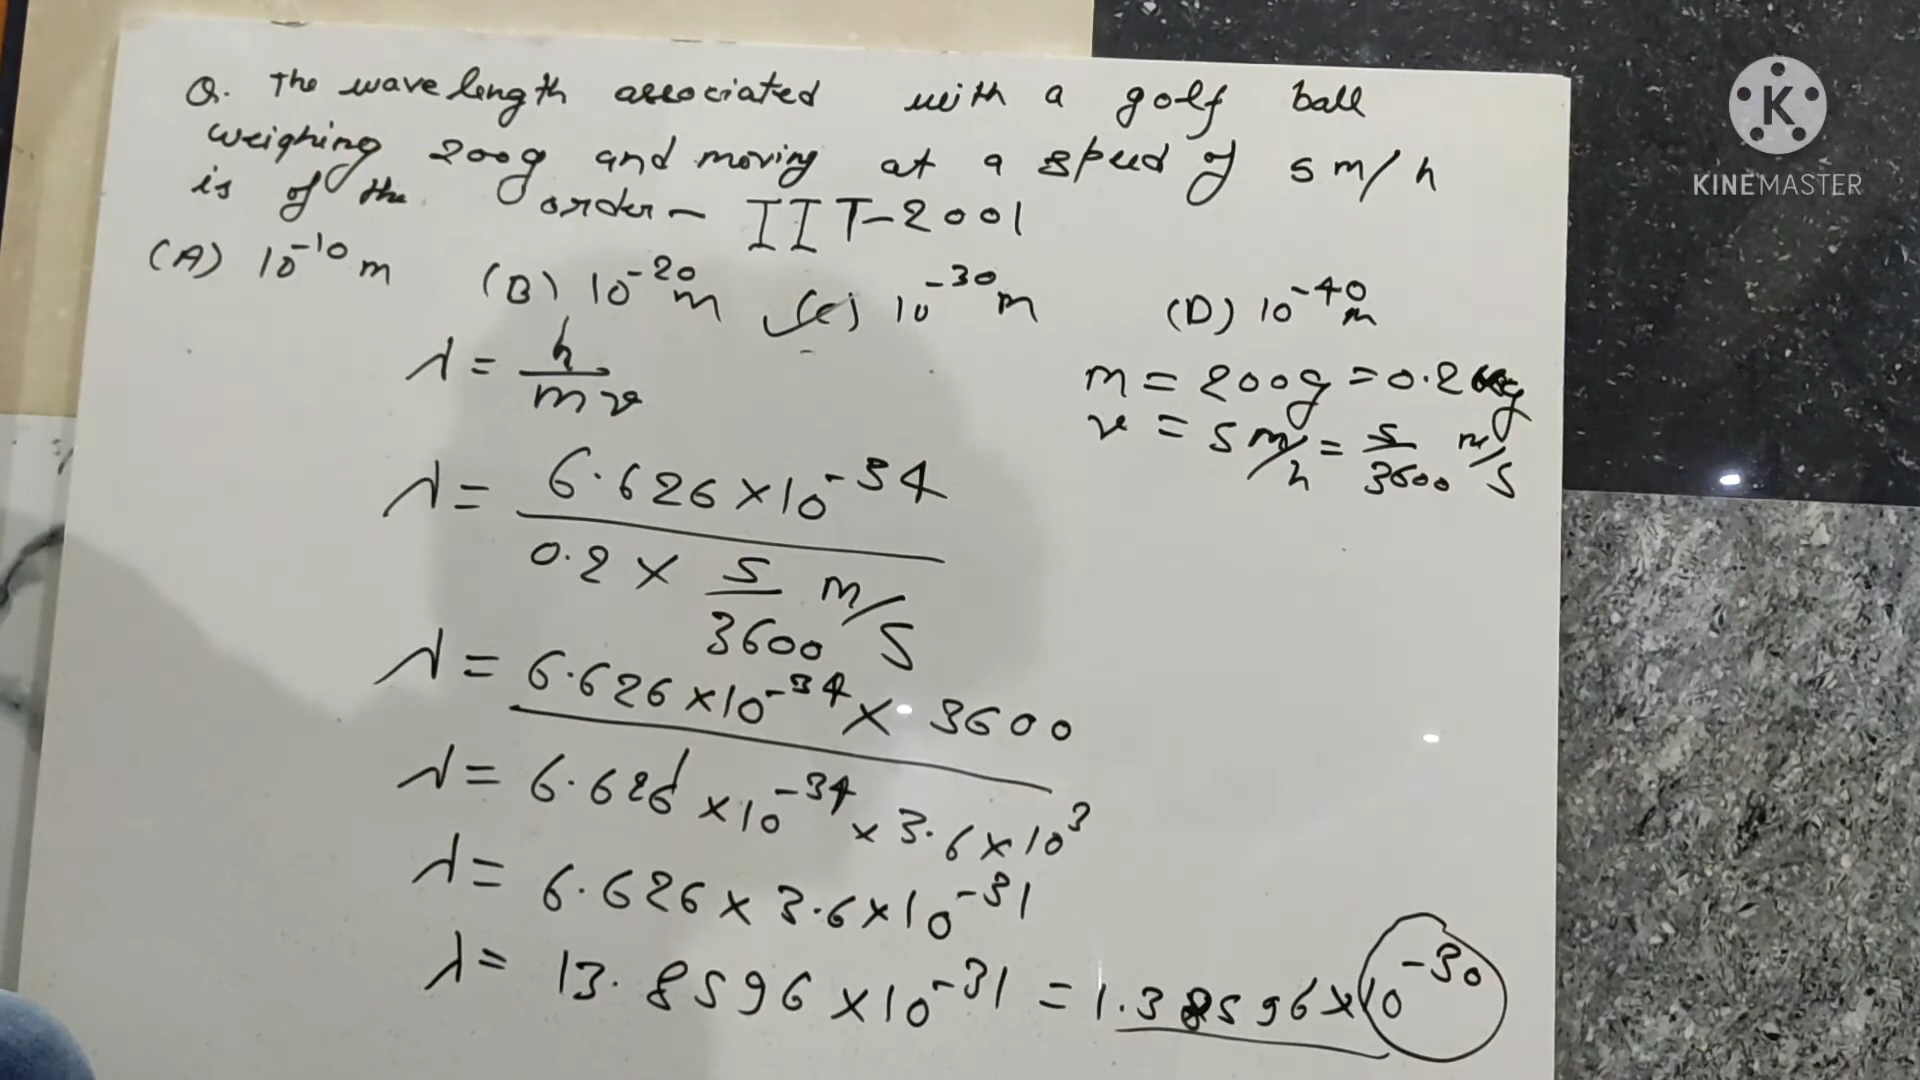 Q. The wavelength associated with a golf ball
weighing 200g and moving at a speed of 5 m/h
is of the order - IIT-2001
(A) 10⁻¹⁰ m (B) 10⁻²⁰ m (C) 10⁻³⁰ m (D) 10⁻⁴⁰ m
λ = h/mv
m = 200g = 0.2 kg
v = 5 m/h = 5/3600 m/s
λ = 6.626 × 10⁻³⁴ / 0.2 × 5/3600 m/s
λ = 6.626 × 10⁻³⁴ × 3600
λ = 6.626 × 10⁻³⁴ × 3.6 × 10³
λ = 6.626 × 3.6 × 10⁻³¹
λ = 13.8596 × 10⁻³¹ = 1.38596 × 10⁻³⁰
K
KINEMASTER